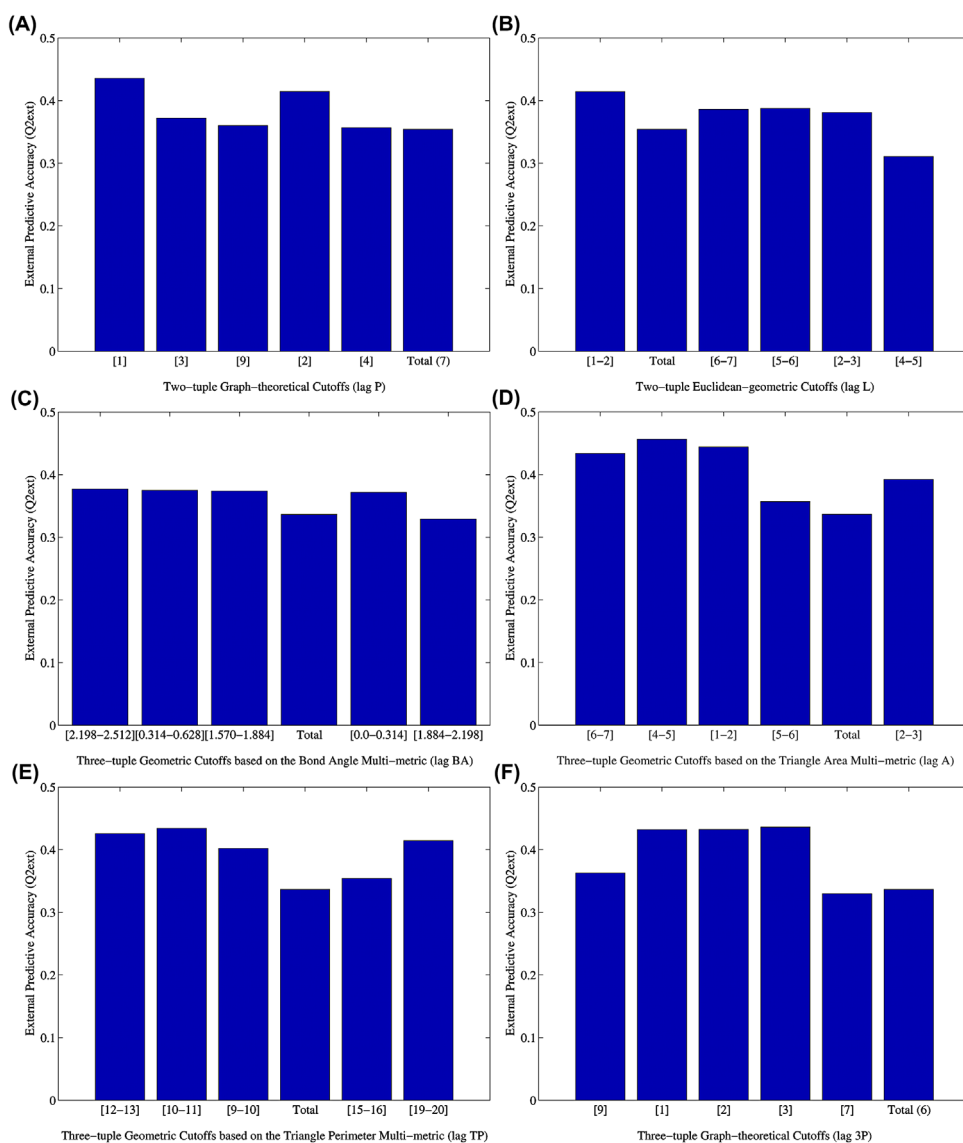 (A)
0.5
0.4
0.3
0.2
0.1
0
External Predictive Accuracy (Q2ext)
[1] [3] [9] [2] [4] Total (7)
Two−tuple Graph−theoretical Cutoffs (lag P)
(B)
0.5
0.4
0.3
0.2
0.1
0
External Predictive Accuracy (Q2ext)
[1−2] Total [6−7] [5−6] [2−3] [4−5]
Two−tuple Euclidean−geometric Cutoffs (lag L)
(C)
0.5
0.4
0.3
0.2
0.1
0
External Predictive Accuracy (Q2ext)
[2.198−2.512] [0.314−0.628] [1.570−1.884] Total [0.0−0.314] [1.884−2.198]
Three−tuple Geometric Cutoffs based on the Bond Angle Multi−metric (lag BA)
(D)
0.5
0.4
0.3
0.2
0.1
0
External Predictive Accuracy (Q2ext)
[6−7] [4−5] [1−2] [5−6] Total [2−3]
Three−tuple Geometric Cutoffs based on the Triangle Area Multi−metric (lag A)
(E)
0.5
0.4
0.3
0.2
0.1
0
External Predictive Accuracy (Q2ext)
[12−13] [10−11] [9−10] Total [15−16] [19−20]
Three−tuple Geometric Cutoffs based on the Triangle Perimeter Multi−metric (lag TP)
(F)
0.5
0.4
0.3
0.2
0.1
0
External Predictive Accuracy (Q2ext)
[9] [1] [2] [3] [7] Total (6)
Three−tuple Graph−theoretical Cutoffs (lag 3P)